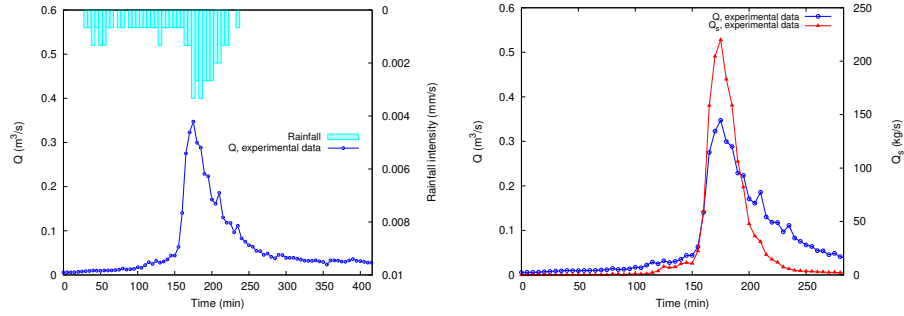 0.6
0.5
0.4
0.3
0.2
0.1
0
Q (m³/s)
0 50 100 150 200 250 300 350 400
Time (min)
0
0.002
0.004
0.006
0.008
0.01
Rainfall intensity (mm/s)
Rainfall
Q, experimental data
0.6
0.5
0.4
0.3
0.2
0.1
0
Q (m³/s)
0 50 100 150 200 250
Time (min)
250
200
150
100
50
0
Qₛ (kg/s)
Q, experimental data
Qₛ, experimental data